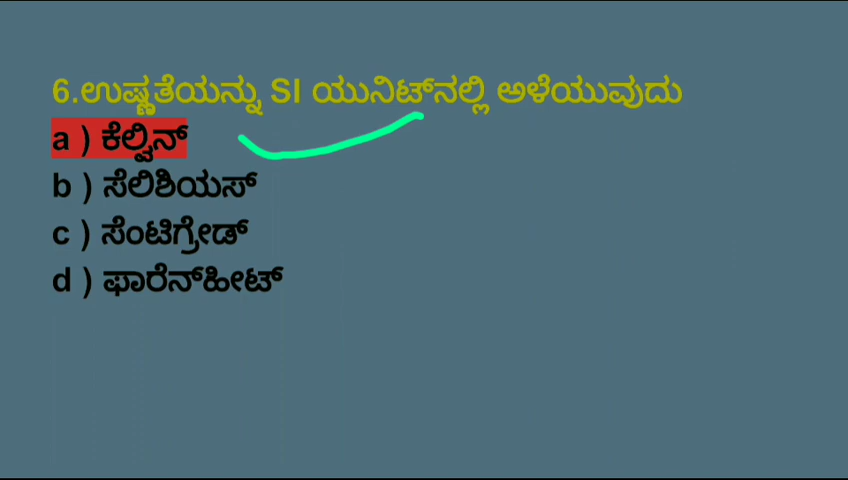 6.ಉಷ್ಣತೆಯನ್ನು SI ಯುನಿಟ್‌ನಲ್ಲಿ ಅಳೆಯುವುದು
a ) ಕೆಲ್ವಿನ್
b ) ಸೆಲಿಶಿಯಸ್
c ) ಸೆಂಟಿಗ್ರೇಡ್
d ) ಫಾರೆನ್‌ಹೀಟ್